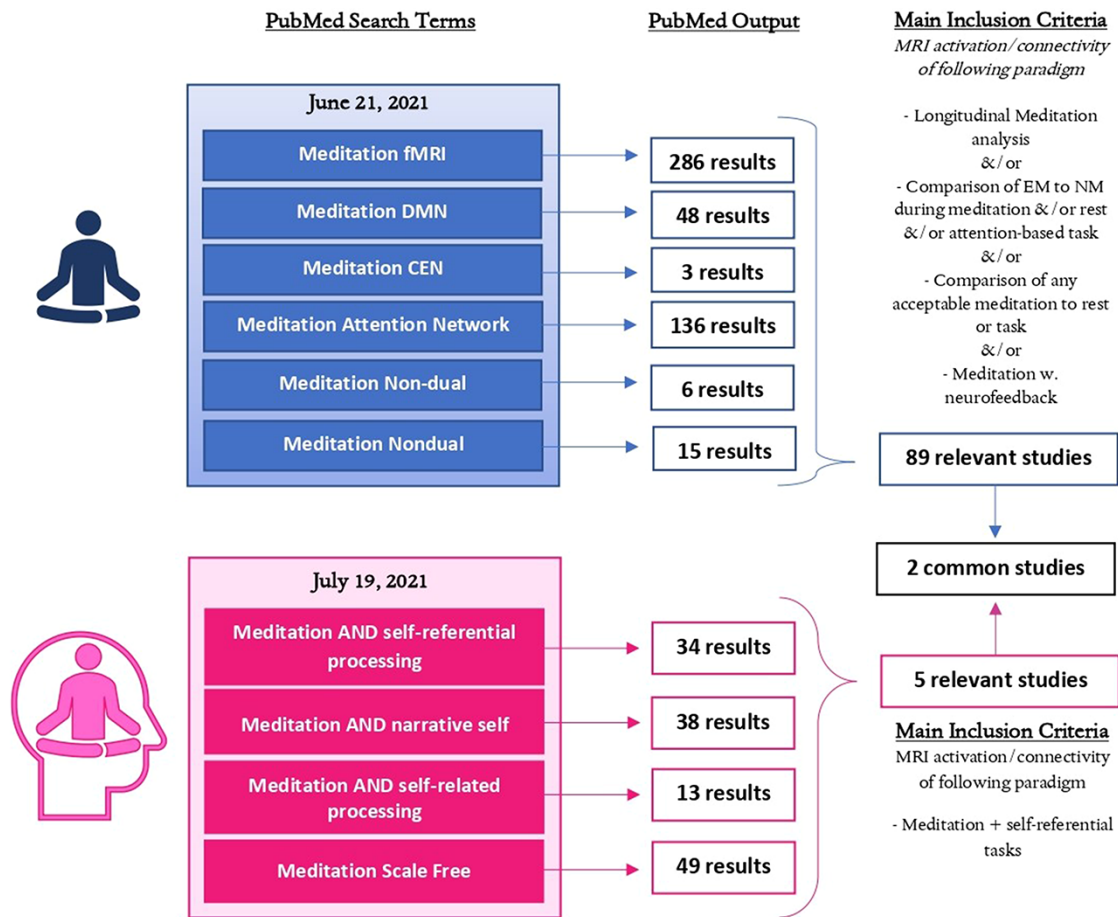 PubMed Search Terms
PubMed Output
Main Inclusion Criteria
MRI activation/connectivity
of following paradigm
- Longitudinal Meditation
analysis
&/or
- Comparison of EM to NM
during meditation &/or rest
&/or attention-based task
&/or
- Comparison of any
acceptable meditation to rest
or task
&/or
- Meditation w.
neurofeedback
June 21, 2021
Meditation fMRI
286 results
Meditation DMN
48 results
Meditation CEN
3 results
Meditation Attention Network
136 results
Meditation Non-dual
6 results
Meditation Nondual
15 results
89 relevant studies
2 common studies
July 19, 2021
Meditation AND self-referential
processing
34 results
Meditation AND narrative self
38 results
Meditation AND self-related
processing
13 results
Meditation Scale Free
49 results
5 relevant studies
Main Inclusion Criteria
MRI activation/connectivity
of following paradigm
- Meditation + self-referential
tasks